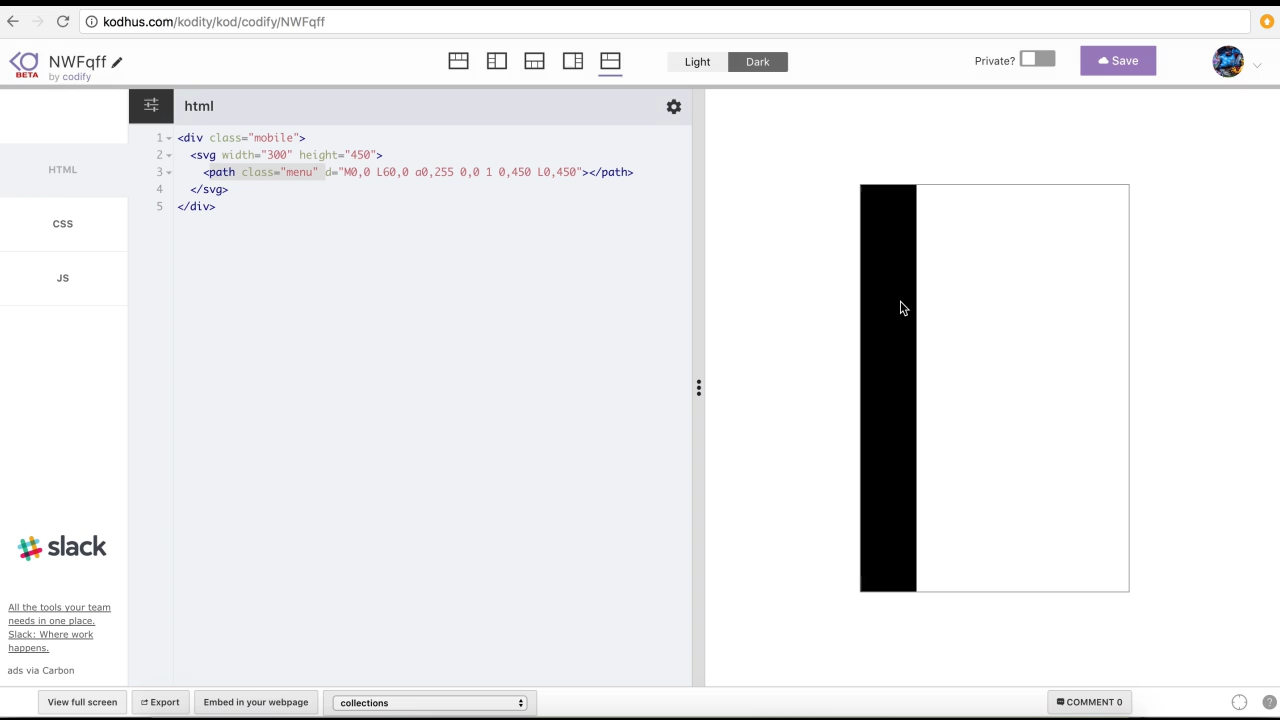 kodhus.com/kodity/kod/codify/NWFqff
NWFqff
BETA
by codify
Light
Dark
Private?
Save
html
HTML
CSS
JS
1 <div class="mobile">
2 <svg width="300" height="450">
3 <path class="menu" d="M0,0 L60,0 a0,255 0,0 1 0,450 L0,450"></path>
4 </svg>
5 </div>
slack
All the tools your team
needs in one place.
Slack: Where work
happens.
ads via Carbon
View full screen
Export
Embed in your webpage
collections
COMMENT 0
?